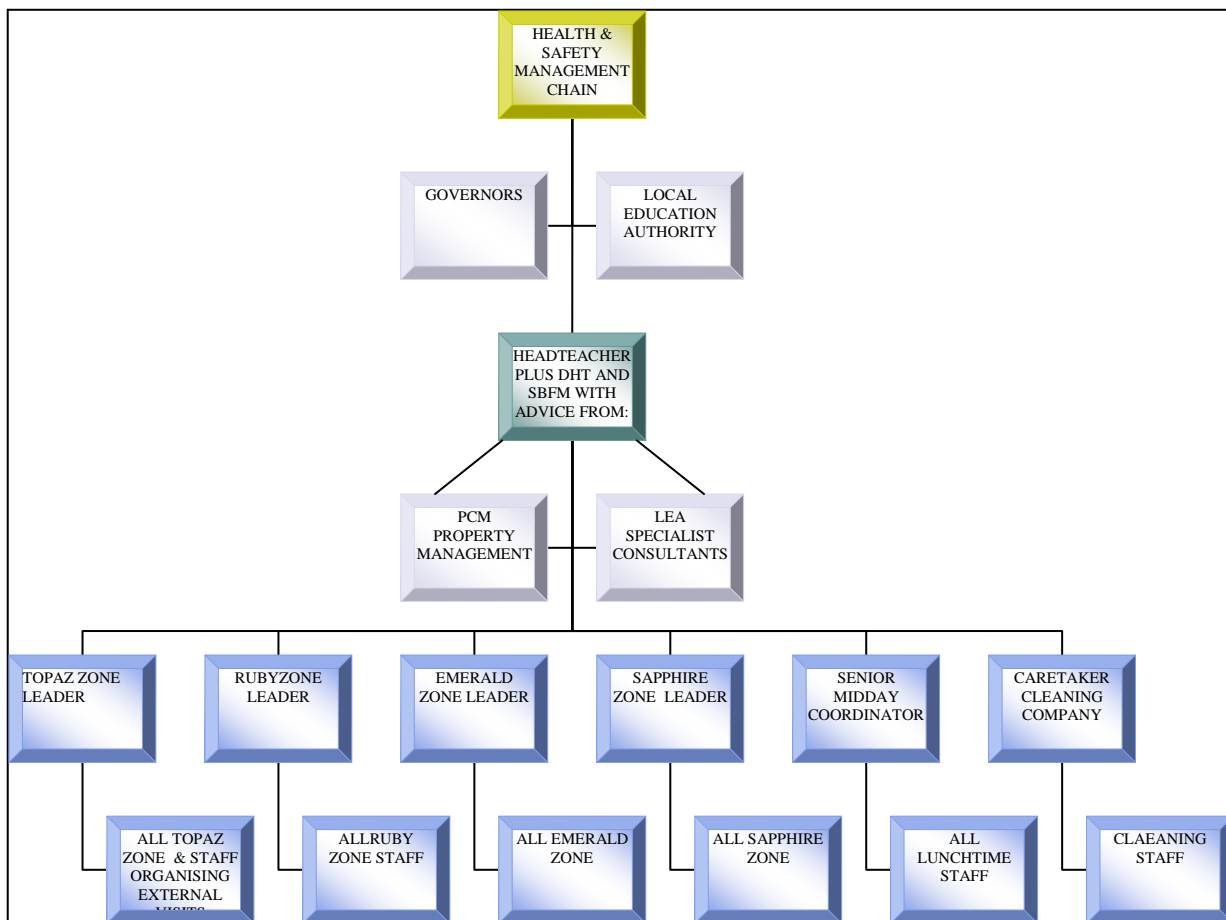 HEALTH &
SAFETY
MANAGEMENT
CHAIN
GOVERNORS
LOCAL
EDUCATION
AUTHORITY
HEADTEACHER
PLUS DHT AND
SBFM WITH
ADVICE FROM:
PCM
PROPERTY
MANAGEMENT
LEA
SPECIALIST
CONSULTANTS
TOPAZ ZONE
LEADER
RUBYZONE
LEADER
EMERALD
ZONE LEADER
SAPPHIRE
ZONE LEADER
SENIOR
MIDDAY
COORDINATOR
CARETAKER
CLEANING
COMPANY
ALL TOPAZ
ZONE & STAFF
ORGANISING
EXTERNAL
VISITS
ALLRUBY
ZONE STAFF
ALL EMERALD
ZONE
ALL SAPPHIRE
ZONE
ALL
LUNCHTIME
STAFF
CLAEANING
STAFF